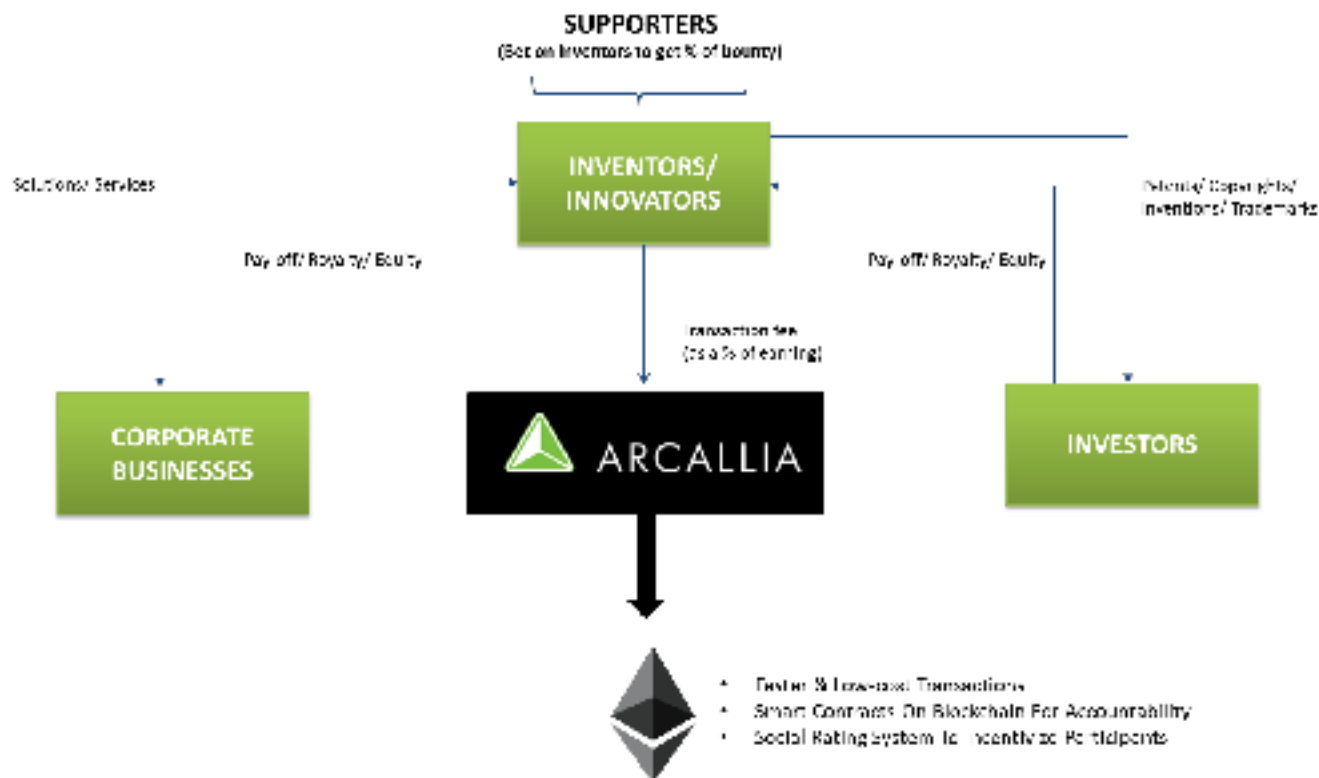 SUPPORTERS
(Bet on Inventors to get % of bounty)
INVENTORS/
INNOVATORS
Solutions/ Services
Patents/ Copyrights/
Inventions/ Trademarks
Pay off/ Royalty/ Equity
Pay off/ Royalty/ Equity
Transaction fee
(as a % of earning)
CORPORATE
BUSINESSES
ARCALLIA
INVESTORS
• Faster & Low-cost Transactions
• Smart Contracts On Blockchain For Accountability
• Social Rating System To Incentivize Participants